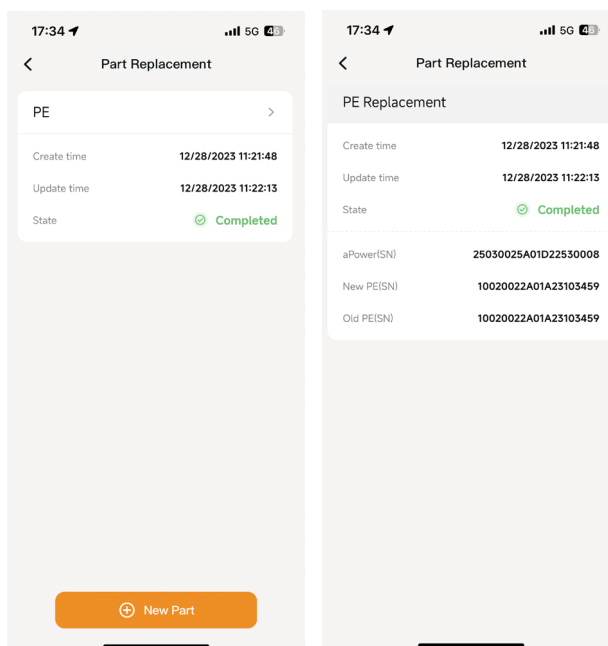 17:34
5G 46
Part Replacement
PE
Create time 12/28/2023 11:21:48
Update time 12/28/2023 11:22:13
State Completed
New Part
17:34
5G 46
Part Replacement
PE Replacement
Create time 12/28/2023 11:21:48
Update time 12/28/2023 11:22:13
State Completed
aPower(SN) 25030025A01D22530008
New PE(SN) 10020022A01A23103459
Old PE(SN) 10020022A01A23103459